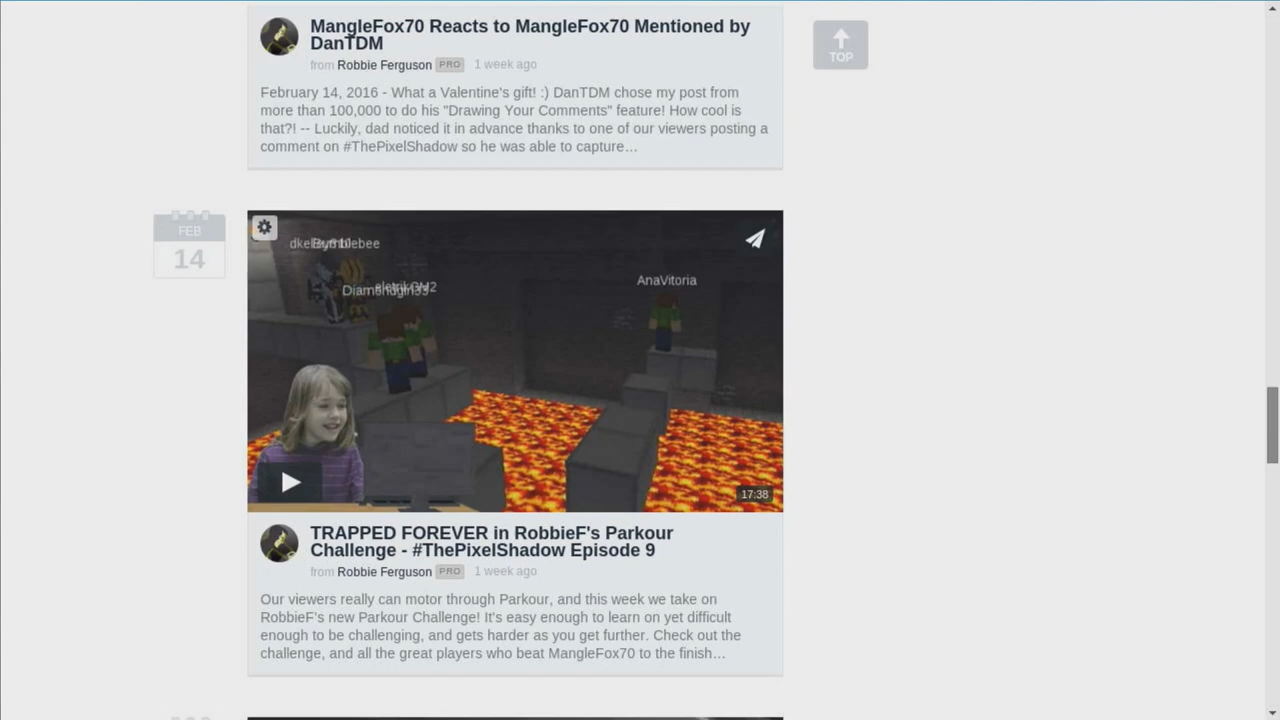 MangleFox70 Reacts to MangleFox70 Mentioned by
DanTDM
from Robbie Ferguson PRO 1 week ago
TOP
February 14, 2016 - What a Valentine's gift! :) DanTDM chose my post from
more than 100,000 to do his "Drawing Your Comments" feature! How cool is
that?! -- Luckily, dad noticed it in advance thanks to one of our viewers posting a
comment on #ThePixelShadow so he was able to capture…
FEB
14
AnaVitoria
17:38
TRAPPED FOREVER in RobbieF's Parkour
Challenge - #ThePixelShadow Episode 9
from Robbie Ferguson PRO 1 week ago
Our viewers really can motor through Parkour, and this week we take on
RobbieF's new Parkour Challenge! It's easy enough to learn on yet difficult
enough to be challenging, and gets harder as you get further. Check out the
challenge, and all the great players who beat MangleFox70 to the finish…